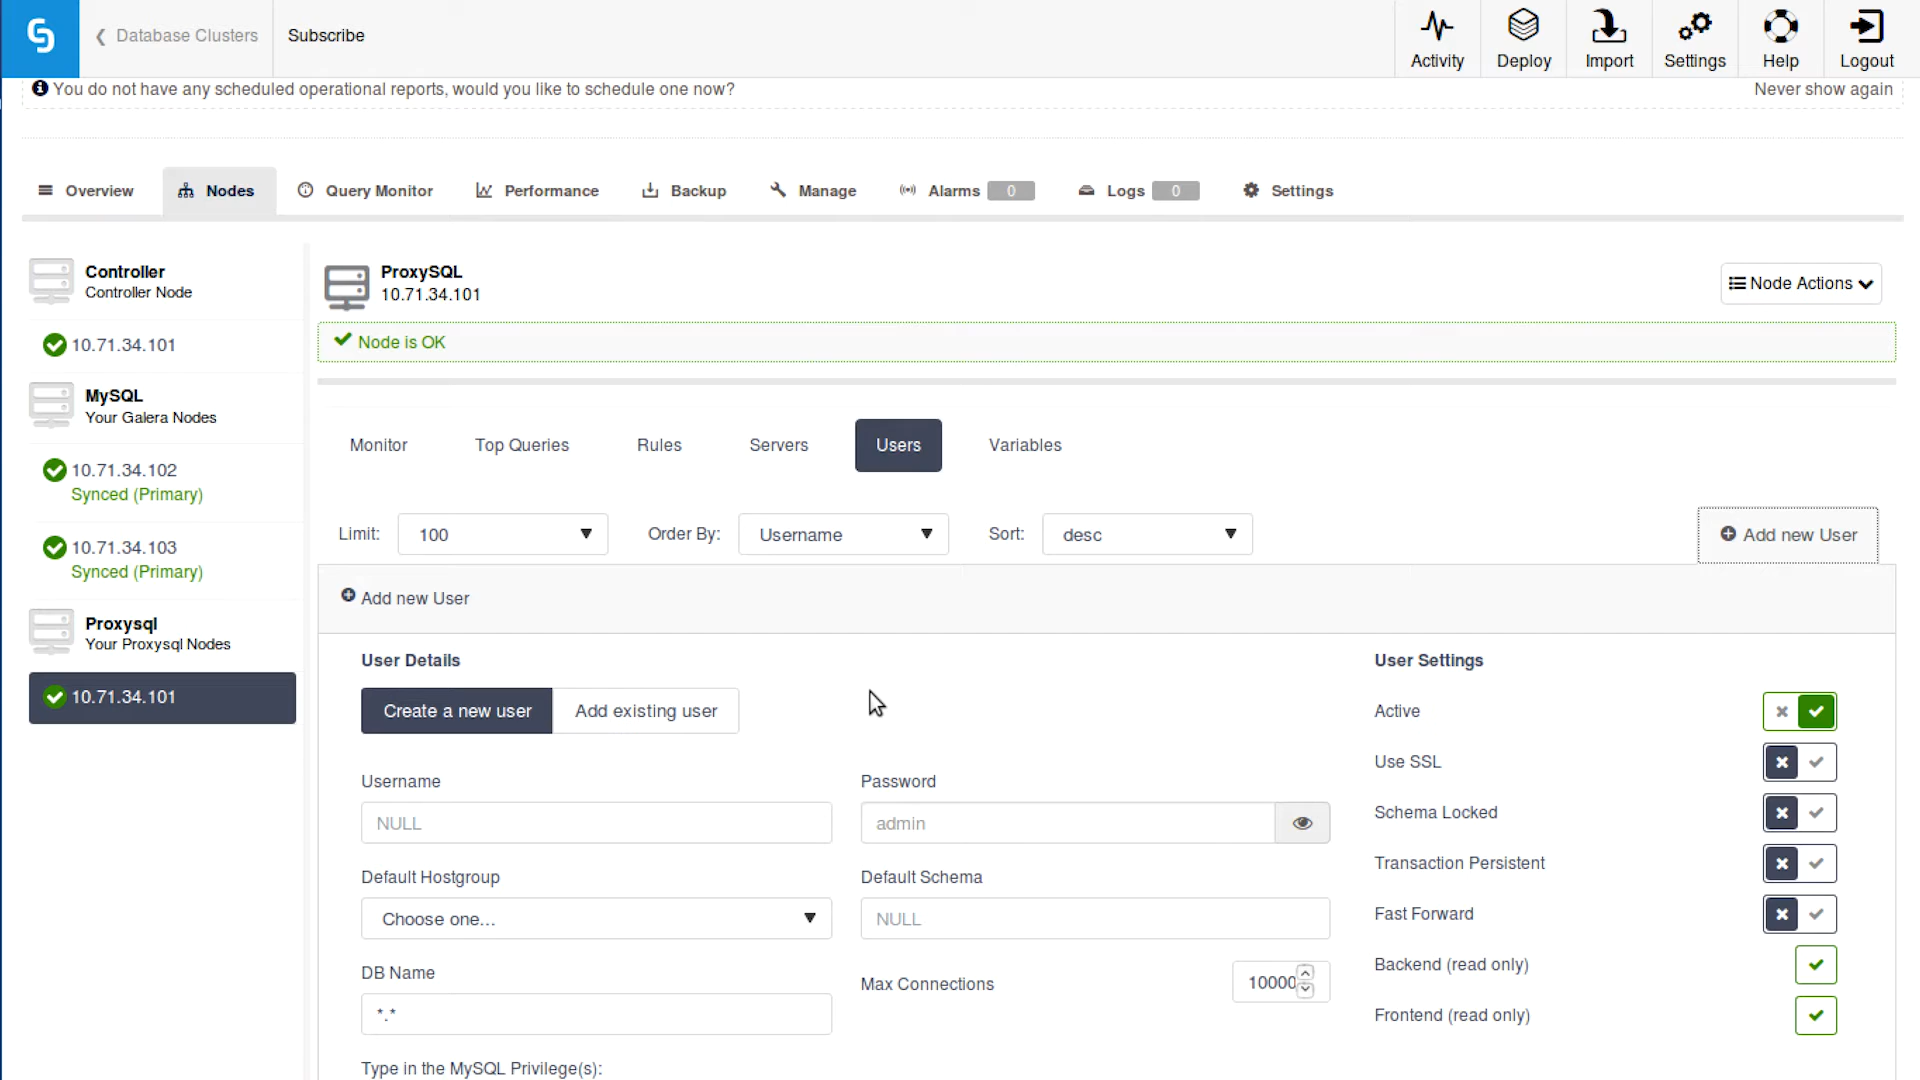 Database Clusters
Subscribe
Activity
Deploy
Import
Settings
Help
Logout
You do not have any scheduled operational reports, would you like to schedule one now?
Never show again
Overview
Nodes
Query Monitor
Performance
Backup
Manage
Alarms 0
Logs 0
Settings
Controller
Controller Node
10.71.34.101
MySQL
Your Galera Nodes
10.71.34.102
Synced (Primary)
10.71.34.103
Synced (Primary)
Proxysql
Your Proxysql Nodes
10.71.34.101
ProxySQL
10.71.34.101
Node Actions
Node is OK
Monitor
Top Queries
Rules
Servers
Users
Variables
Limit: 100
Order By: Username
Sort: desc
Add new User
Add new User
User Details
Create a new user
Add existing user
Username
NULL
Password
admin
Default Hostgroup
Choose one...
Default Schema
NULL
DB Name
*.*
Max Connections
10000
Type in the MySQL Privilege(s):
User Settings
Active
Use SSL
Schema Locked
Transaction Persistent
Fast Forward
Backend (read only)
Frontend (read only)